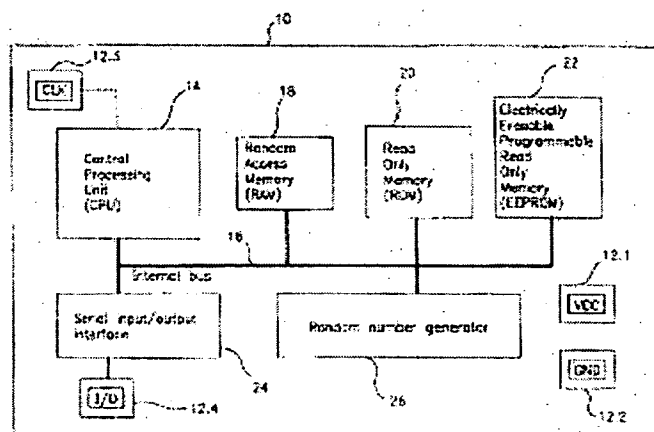 10
12.3
CLK
14
Central
Processing
Unit
(CPU)
18
Random
Access
Memory
(RAM)
20
Read
Only
Memory
(ROM)
22
Electrically
Erasable
Programmable
Read
Only
Memory
(EEPROM)
16
Internal bus
12.1
VCC
Serial input/output
interface
24
Random number generator
26
GND
12.2
I/O
12.4